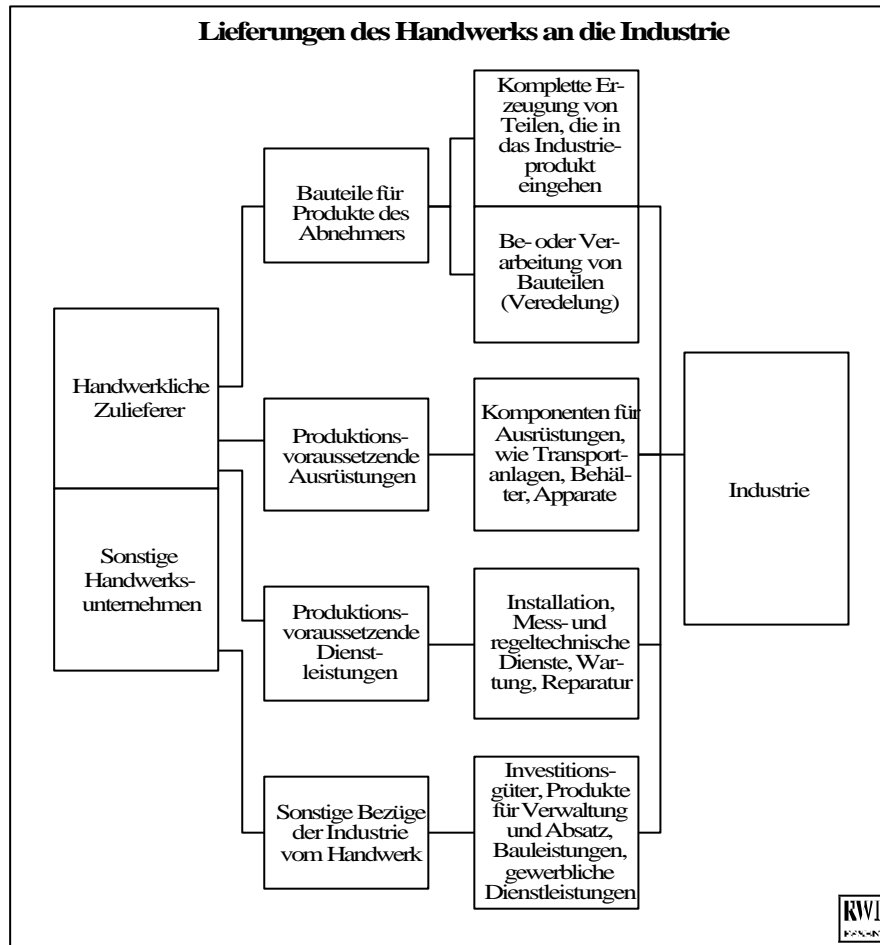 Lieferungen des Handwerks an die Industrie
Handwerkliche
Zulieferer
Sonstige
Handwerks-
unternehmen
Bauteile für
Produkte des
Abnehmers
Produktions-
voraussetzende
Ausrüstungen
Produktions-
voraussetzende
Dienst-
leistungen
Sonstige Bezüge
der Industrie
vom Handwerk
Komplette Er-
zeugung von
Teilen, die in
das Industrie-
produkt
eingehen
Be- oder Ver-
arbeitung von
Bauteilen
(Veredelung)
Komponenten für
Ausrüstungen,
wie Transport-
anlagen, Behäl-
ter, Apparate
Installation,
Mess- und
regeltechnische
Dienste, War-
tung, Reparatur
Investitions-
güter, Produkte
für Verwaltung
und Absatz,
Bauleistungen,
gewerbliche
Dienstleistungen
Industrie
RWI